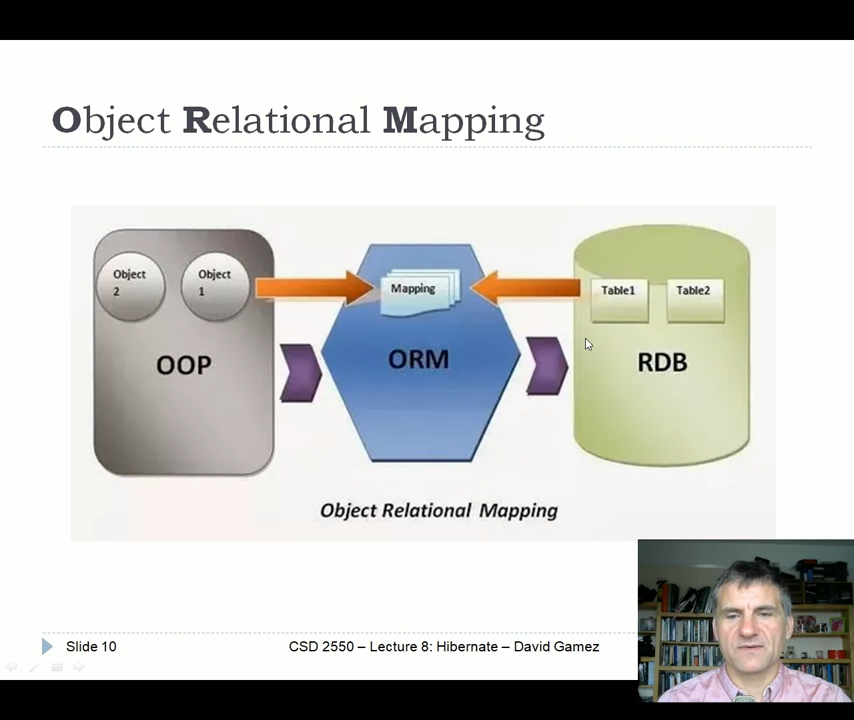 Object Relational Mapping
Object
2
Object
1
Mapping
Table1
Table2
OOP
ORM
RDB
Object Relational Mapping
Slide 10
CSD 2550 – Lecture 8: Hibernate – David Gamez